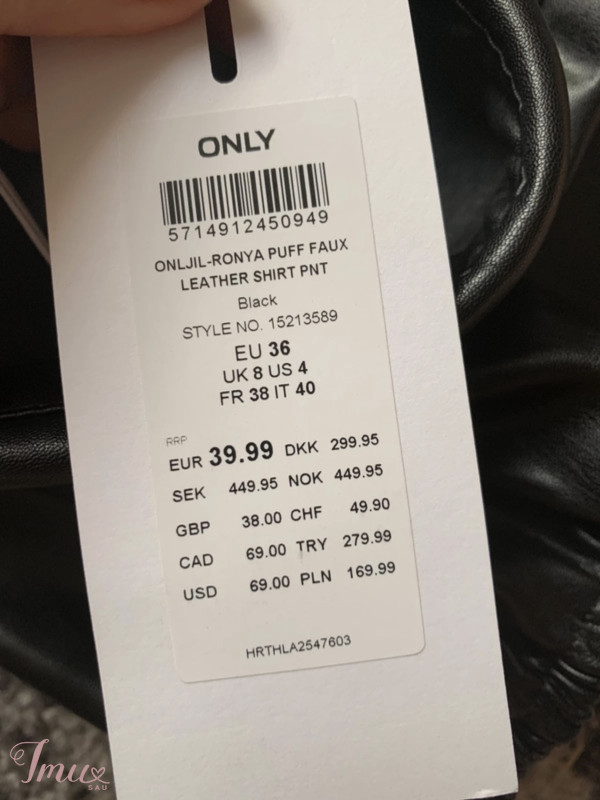 ONLY
5714912450949
ONLJIL-RONYA PUFF FAUX
LEATHER SHIRT PNT
Black
STYLE NO. 15213589
EU 36
UK 8 US 4
FR 38 IT 40
RRP
EUR 39.99 DKK 299.95
SEK 449.95 NOK 449.95
GBP 38.00 CHF 49.90
CAD 69.00 TRY 279.99
USD 69.00 PLN 169.99
HRTHLA2547603
Imu
SAU